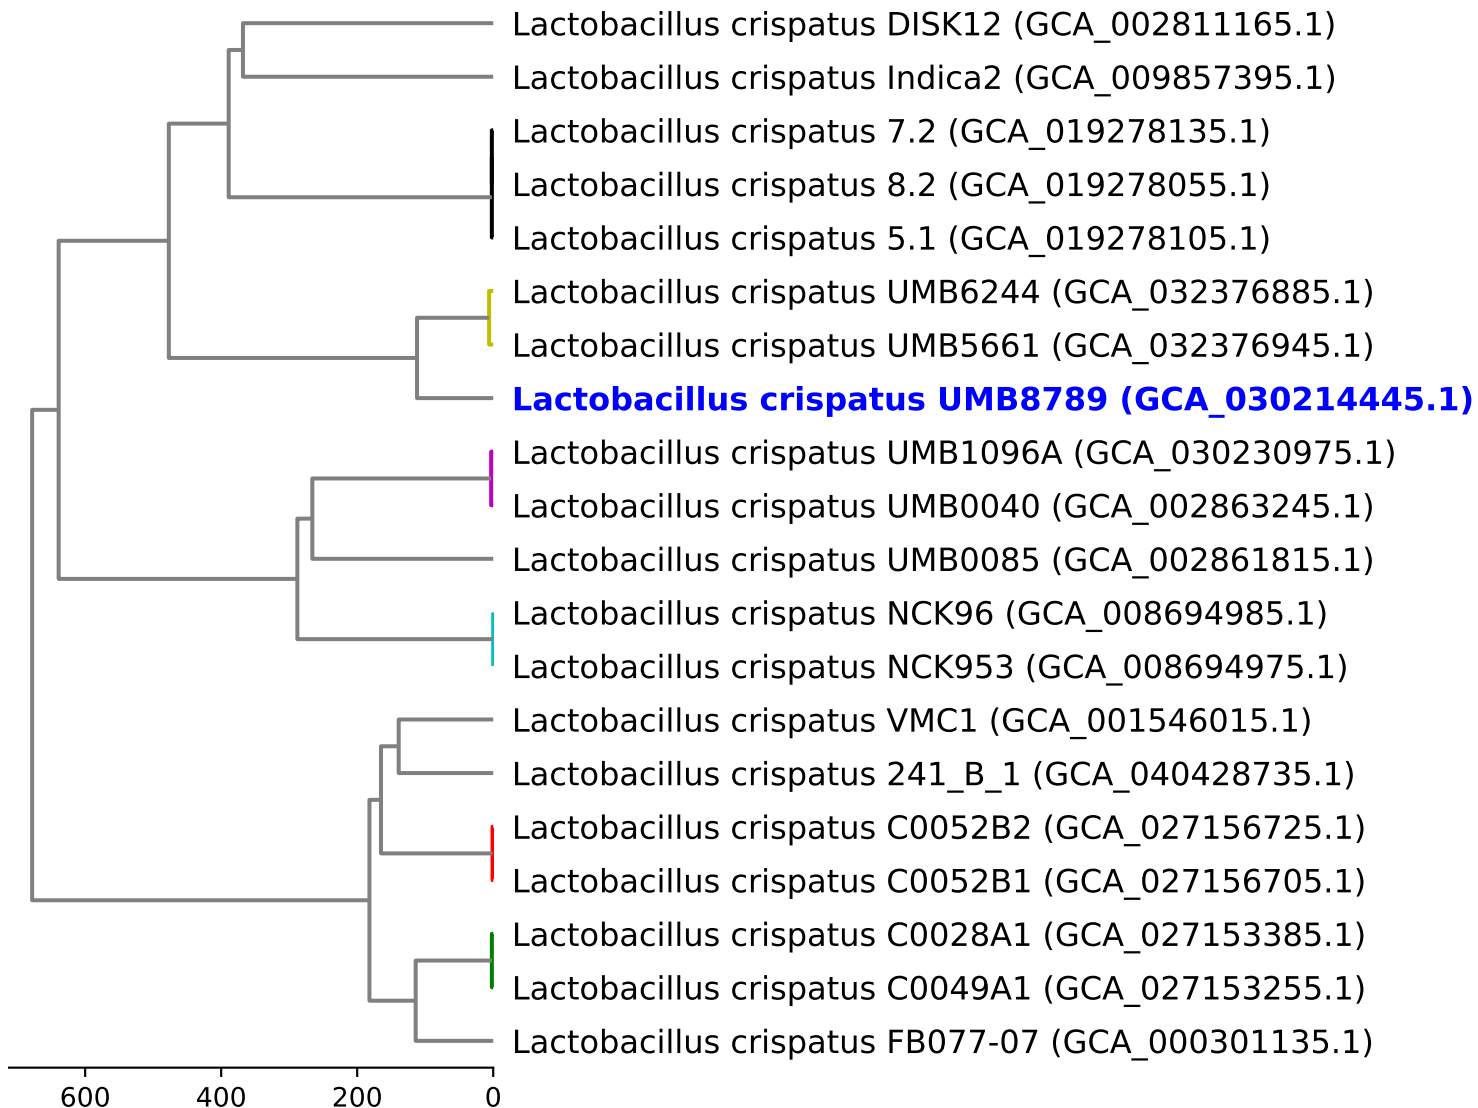 Lactobacillus crispatus DISK12 (GCA_002811165.1)
Lactobacillus crispatus Indica2 (GCA_009857395.1)
Lactobacillus crispatus 7.2 (GCA_019278135.1)
Lactobacillus crispatus 8.2 (GCA_019278055.1)
Lactobacillus crispatus 5.1 (GCA_019278105.1)
Lactobacillus crispatus UMB6244 (GCA_032376885.1)
Lactobacillus crispatus UMB5661 (GCA_032376945.1)
Lactobacillus crispatus UMB8789 (GCA_030214445.1)
Lactobacillus crispatus UMB1096A (GCA_030230975.1)
Lactobacillus crispatus UMB0040 (GCA_002863245.1)
Lactobacillus crispatus UMB0085 (GCA_002861815.1)
Lactobacillus crispatus NCK96 (GCA_008694985.1)
Lactobacillus crispatus NCK953 (GCA_008694975.1)
Lactobacillus crispatus VMC1 (GCA_001546015.1)
Lactobacillus crispatus 241_B_1 (GCA_040428735.1)
Lactobacillus crispatus C0052B2 (GCA_027156725.1)
Lactobacillus crispatus C0052B1 (GCA_027156705.1)
Lactobacillus crispatus C0028A1 (GCA_027153385.1)
Lactobacillus crispatus C0049A1 (GCA_027153255.1)
Lactobacillus crispatus FB077-07 (GCA_000301135.1)
600 400 200 0